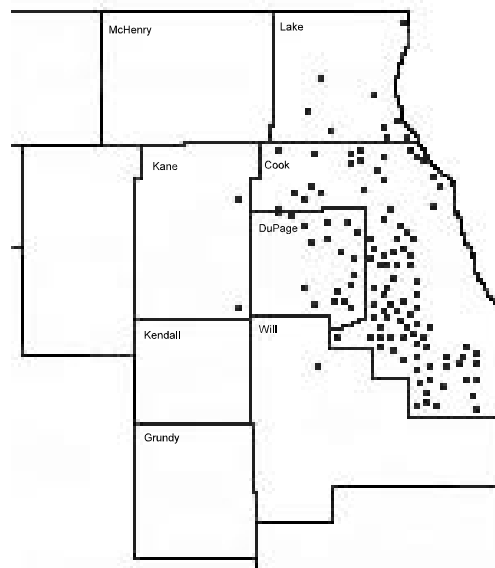 McHenry
Lake
Kane
Cook
DuPage
Kendall
Will
Grundy